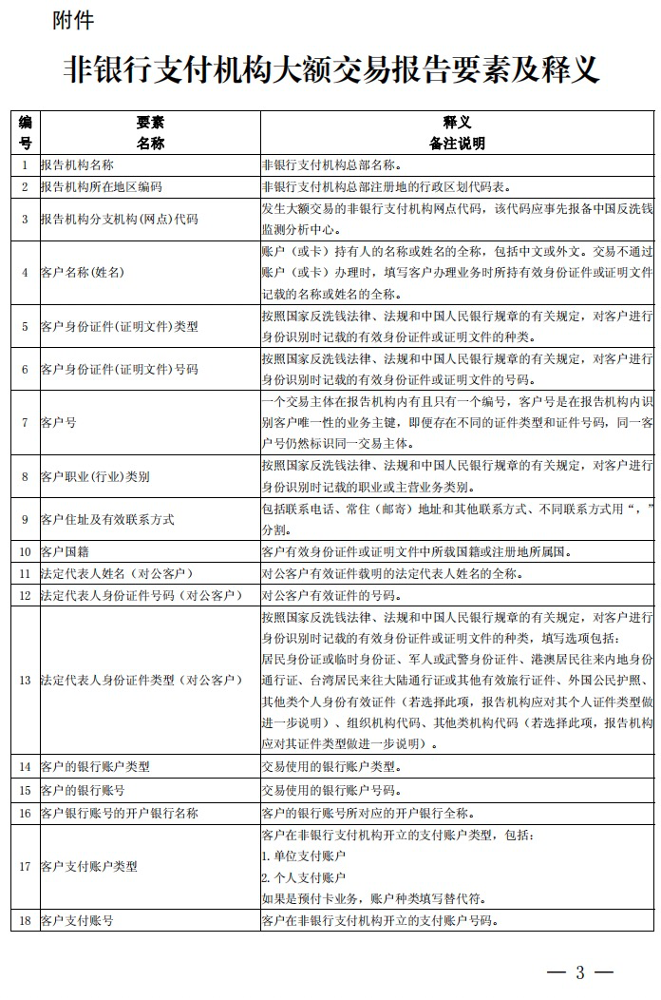 附件
非银行支付机构大额交易报告要素及释义
编号 要素名称 释义备注说明
1 报告机构名称 非银行支付机构总部名称。
2 报告机构所在地区编码 非银行支付机构总部注册地的行政区划代码表。
3 报告机构分支机构(网点)代码 发生大额交易的非银行支付机构网点代码，该代码应事先报备中国反洗钱
监测分析中心。
4 客户名称(姓名) 账户（或卡）持有人的名称或姓名的全称，包括中文或外文。交易不通过
账户（或卡）办理时，填写客户办理业务时所持有效身份证件或证明文件
记载的名称或姓名的全称。
5 客户身份证件(证明文件)类型 按照国家反洗钱法律、法规和中国人民银行规章的有关规定，对客户进行
身份识别时记载的有效身份证件或证明文件的种类。
6 客户身份证件(证明文件)号码 按照国家反洗钱法律、法规和中国人民银行规章的有关规定，对客户进行
身份识别时记载的有效身份证件或证明文件的号码。
7 客户号 一个交易主体在报告机构内有且只有一个编号，客户号是在报告机构内识
别客户唯一性的业务主键，即便存在不同的证件类型和证件号码，同一客
户号仍然标识同一交易主体。
8 客户职业(行业)类别 按照国家反洗钱法律、法规和中国人民银行规章的有关规定，对客户进行
身份识别时记载的职业或主营业务类别。
9 客户住址及有效联系方式 包括联系电话、常住（邮寄）地址和其他联系方式、不同联系方式用“，”
分割。
10 客户国籍 客户有效身份证件或证明文件中所载国籍或注册地所属国。
11 法定代表人姓名（对公客户） 对公客户有效证件载明的法定代表人姓名的全称。
12 法定代表人身份证件号码（对公客户） 对公客户有效证件的号码。
13 法定代表人身份证件类型（对公客户） 按照国家反洗钱法律、法规和中国人民银行规章的有关规定，对客户进行
身份识别时记载的有效身份证件或证明文件的种类，填写选项包括：
居民身份证或临时身份证、军人或武警身份证件、港澳居民往来内地身份
通行证、台湾居民来往大陆通行证或其他有效旅行证件、外国公民护照、
其他类个人身份有效证件（若选择此项，报告机构应对其个人证件类型做
进一步说明）、组织机构代码、其他类机构代码（若选择此项，报告机构
应对其证件类型做进一步说明）。
14 客户的银行账户类型 交易使用的银行账户类型。
15 客户的银行账号 交易使用的银行账户号码。
16 客户银行账号的开户银行名称 客户的银行账号所对应的开户银行全称。
17 客户支付账户类型 客户在非银行支付机构开立的支付账户类型，包括：
1.单位支付账户
2.个人支付账户
如果是预付卡业务，账户种类填写替代符。
18 客户支付账号 客户在非银行支付机构开立的支付账户号码。
— 3 —